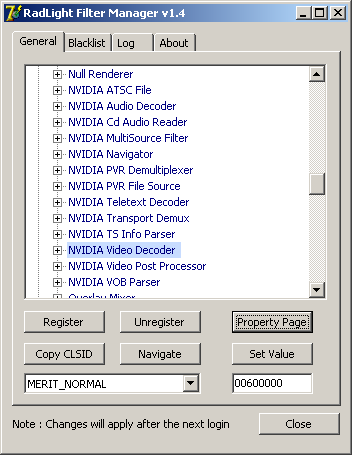 RadLight Filter Manager v1.4
General Blacklist Log About
Null Renderer
NVIDIA ATSC File
NVIDIA Audio Decoder
NVIDIA Cd Audio Reader
NVIDIA MultiSource Filter
NVIDIA Navigator
NVIDIA PVR Demultiplexer
NVIDIA PVR File Source
NVIDIA Teletext Decoder
NVIDIA Transport Demux
NVIDIA TS Info Parser
NVIDIA Video Decoder
NVIDIA Video Post Processor
NVIDIA VOB Parser
Overlay Mixer
Register Unregister Property Page
Copy CLSID Navigate Set Value
MERIT_NORMAL 00600000
Note : Changes will apply after the next login Close